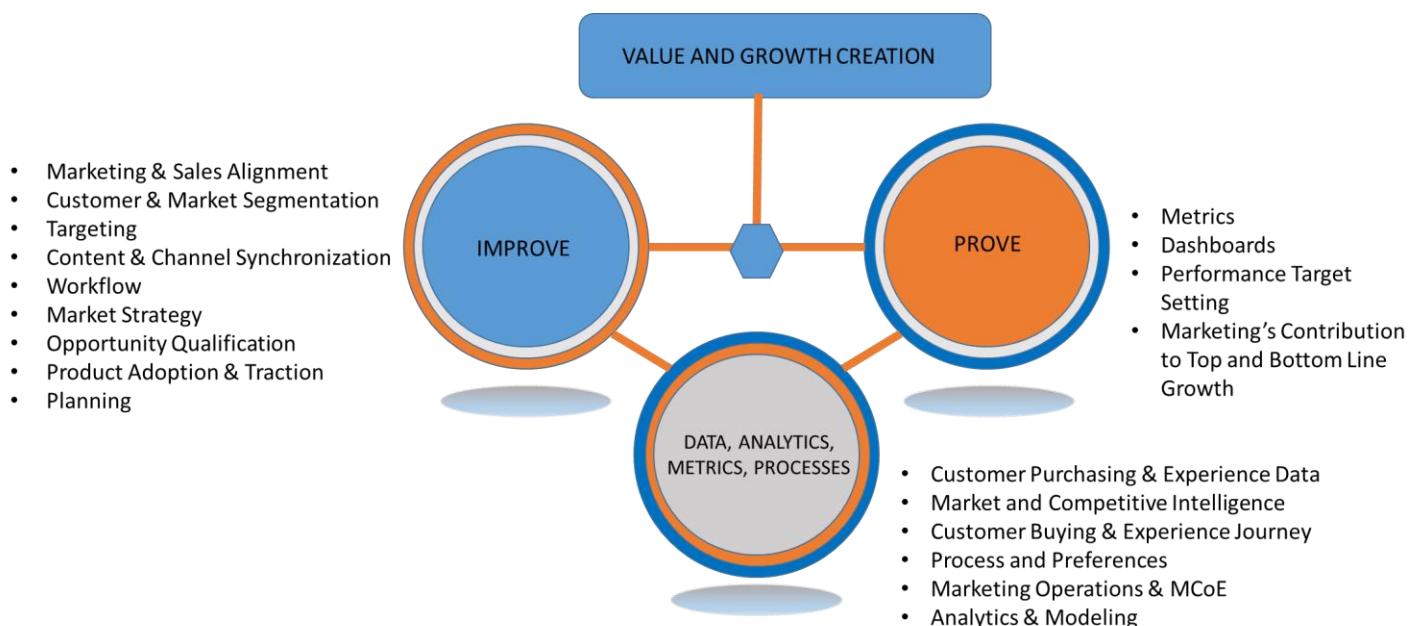 VALUE AND GROWTH CREATION
• Marketing & Sales Alignment
• Customer & Market Segmentation
• Targeting
• Content & Channel Synchronization
• Workflow
• Market Strategy
• Opportunity Qualification
• Product Adoption & Traction
• Planning
IMPROVE
PROVE
• Metrics
• Dashboards
• Performance Target
Setting
• Marketing’s Contribution
to Top and Bottom Line
Growth
DATA, ANALYTICS,
METRICS, PROCESSES
• Customer Purchasing & Experience Data
• Market and Competitive Intelligence
• Customer Buying & Experience Journey
• Process and Preferences
• Marketing Operations & MCoE
• Analytics & Modeling